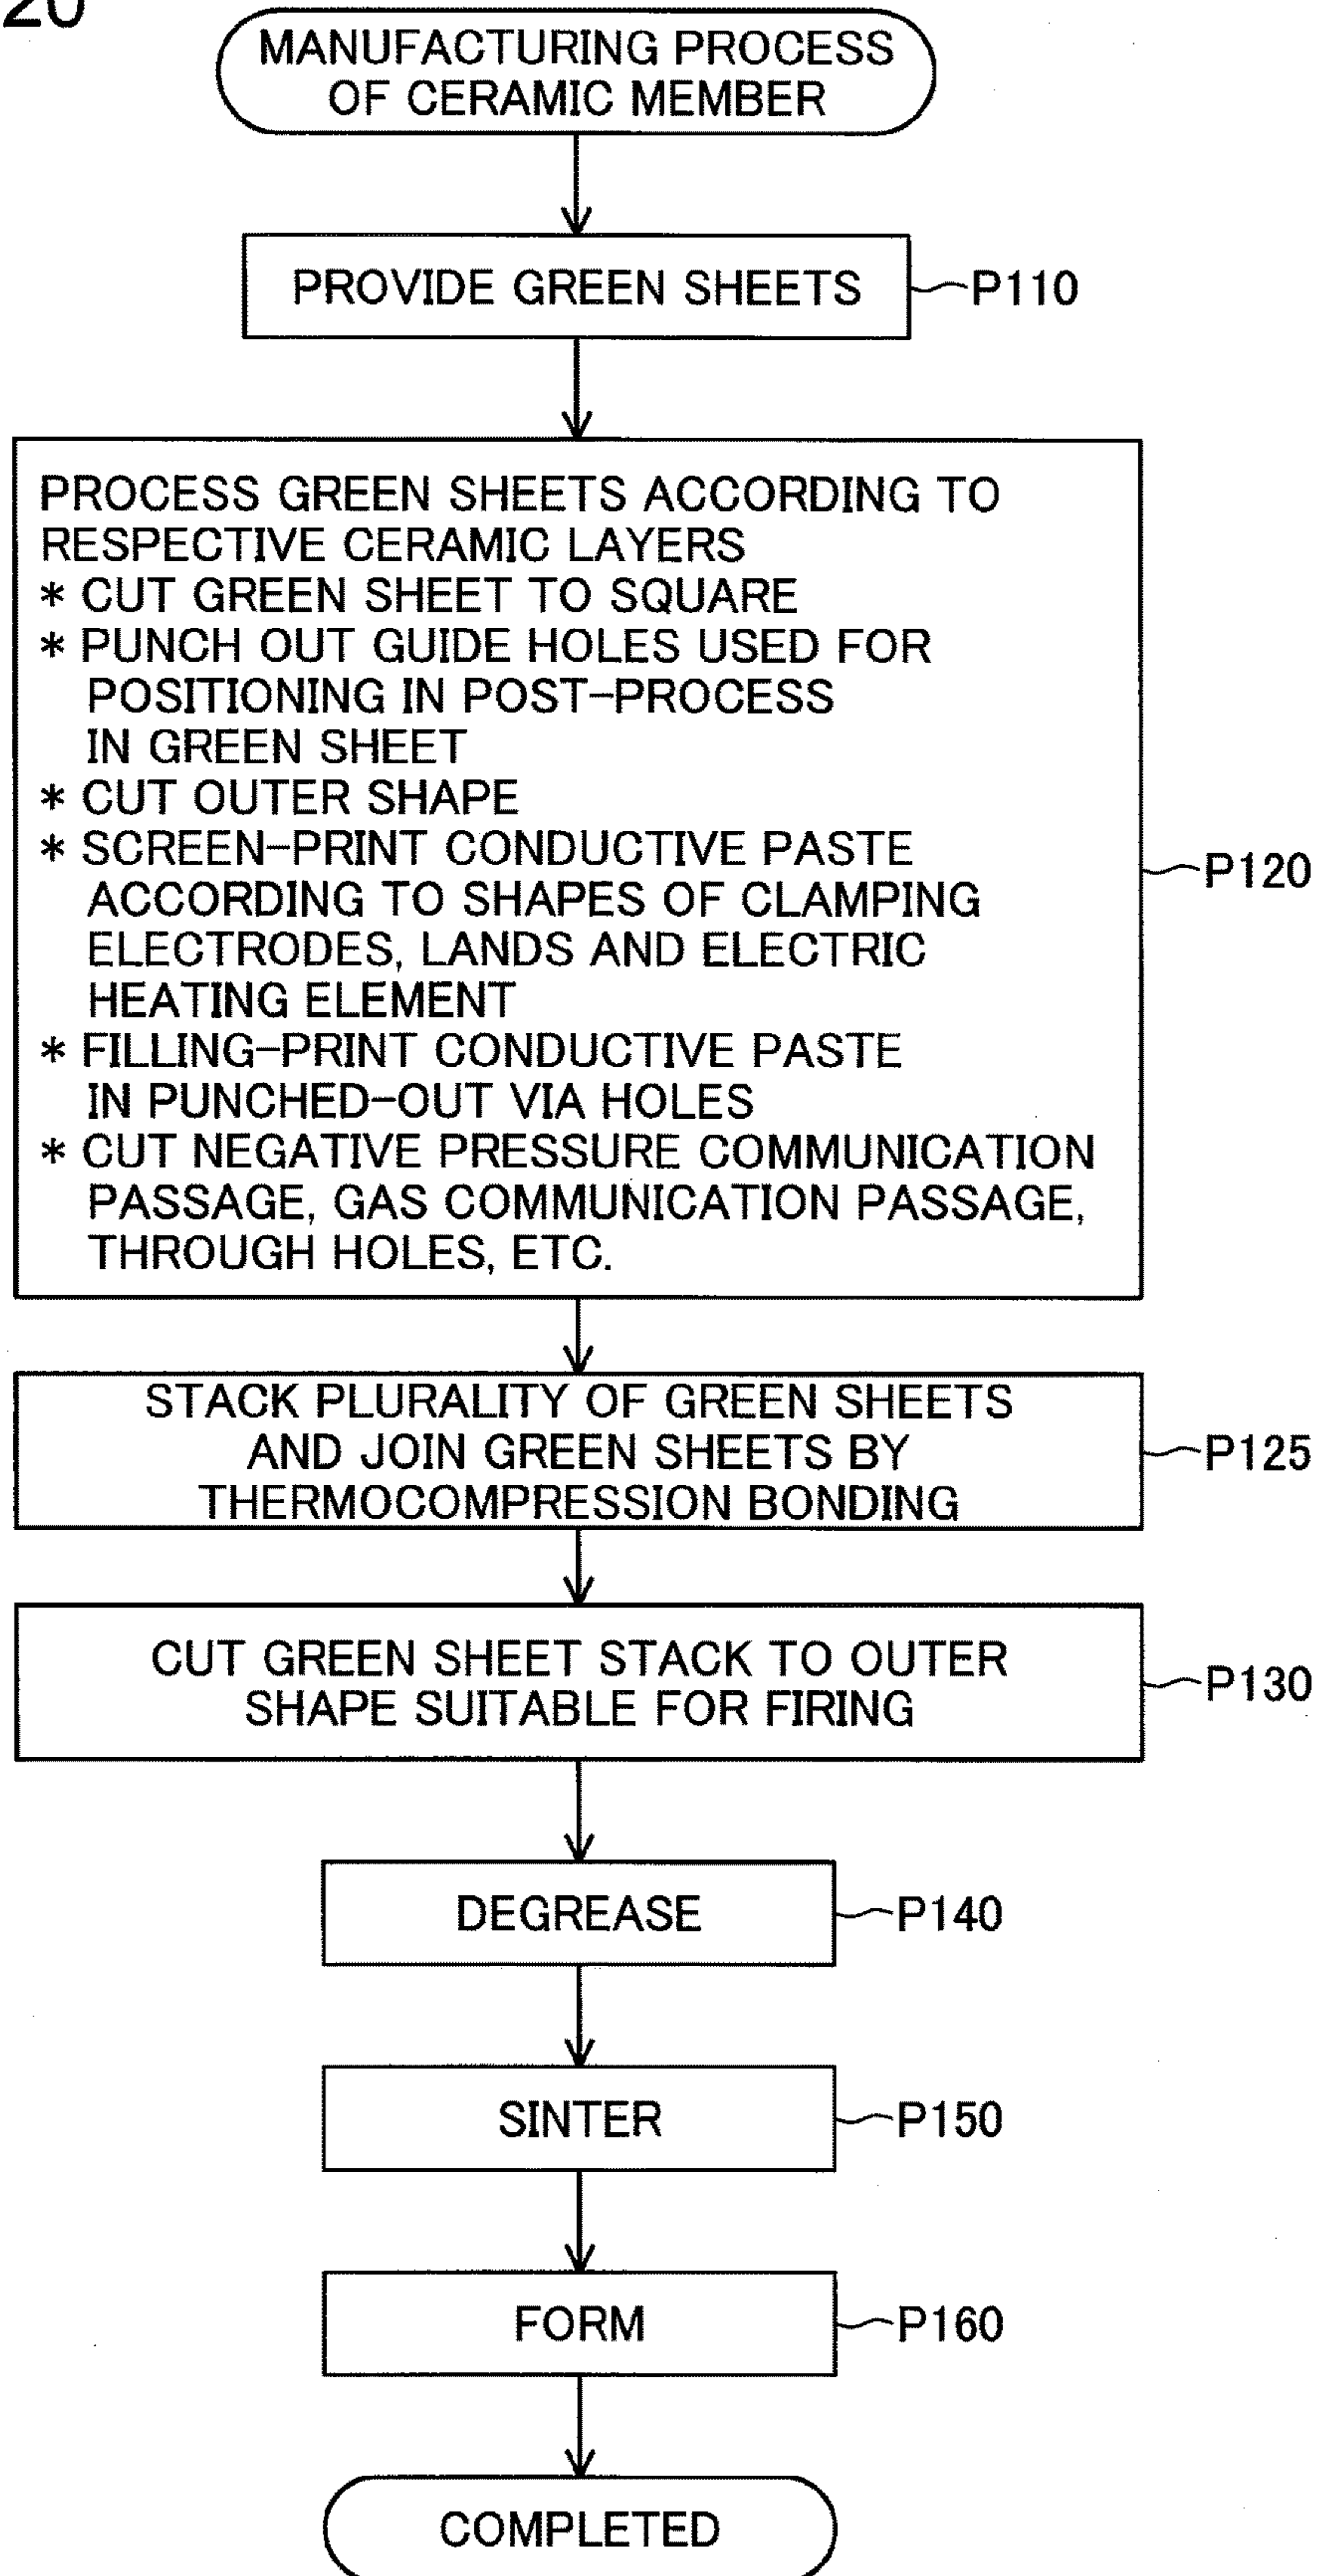 20
MANUFACTURING PROCESS
OF CERAMIC MEMBER
PROVIDE GREEN SHEETS
P110
PROCESS GREEN SHEETS ACCORDING TO
RESPECTIVE CERAMIC LAYERS
* CUT GREEN SHEET TO SQUARE
* PUNCH OUT GUIDE HOLES USED FOR
POSITIONING IN POST-PROCESS
IN GREEN SHEET
* CUT OUTER SHAPE
* SCREEN-PRINT CONDUCTIVE PASTE
ACCORDING TO SHAPES OF CLAMPING
ELECTRODES, LANDS AND ELECTRIC
HEATING ELEMENT
* FILLING-PRINT CONDUCTIVE PASTE
IN PUNCHED-OUT VIA HOLES
* CUT NEGATIVE PRESSURE COMMUNICATION
PASSAGE, GAS COMMUNICATION PASSAGE,
THROUGH HOLES, ETC.
P120
STACK PLURALITY OF GREEN SHEETS
AND JOIN GREEN SHEETS BY
THERMOCOMPRESSION BONDING
P125
CUT GREEN SHEET STACK TO OUTER
SHAPE SUITABLE FOR FIRING
P130
DEGREASE
P140
SINTER
P150
FORM
P160
COMPLETED